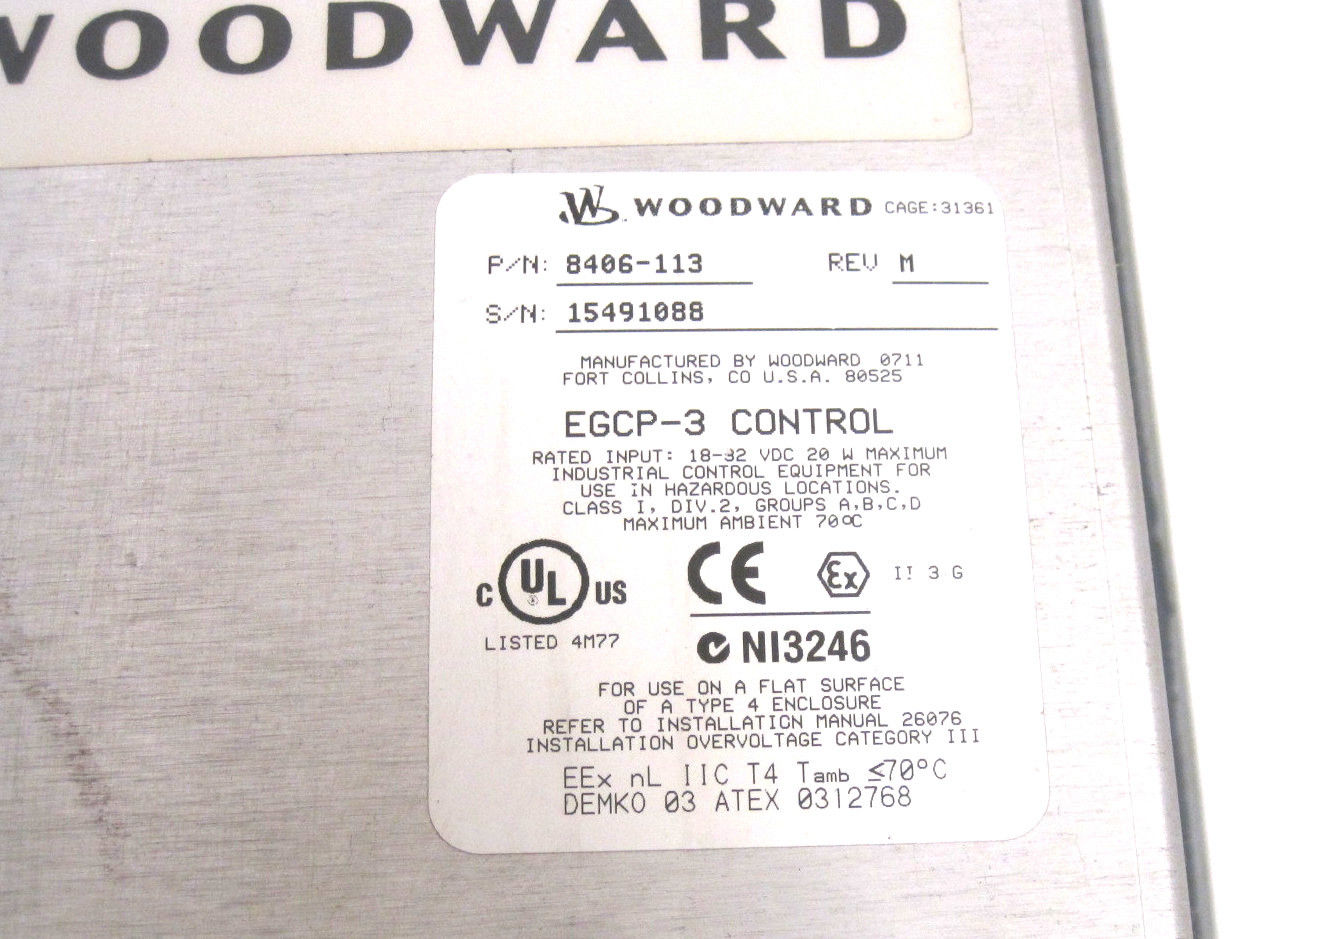 WOODWARD
WOODWARD CAGE:31361
P/N: 8406-113 REV M
S/N: 15491088
MANUFACTURED BY WOODWARD 0711
FORT COLLINS, CO U.S.A. 80525
EGCP-3 CONTROL
RATED INPUT: 18-32 VDC 20 W MAXIMUM
INDUSTRIAL CONTROL EQUIPMENT FOR
USE IN HAZARDOUS LOCATIONS.
CLASS I, DIV.2, GROUPS A,B,C,D
MAXIMUM AMBIENT 70°C
C UL US CE Ex II 3 G
LISTED 4M77 NI3246
FOR USE ON A FLAT SURFACE
OF A TYPE 4 ENCLOSURE
REFER TO INSTALLATION MANUAL 26076
INSTALLATION OVERVOLTAGE CATEGORY III
EEx nL IIC T4 Tamb ≤70°C
DEMKO 03 ATEX 0312768